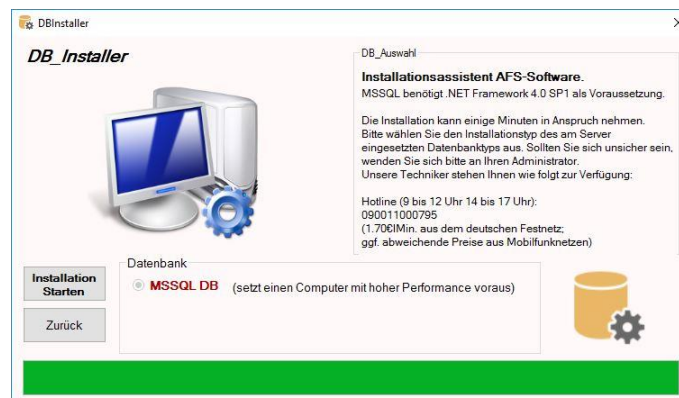 DBInstaller
DB_Installer
DB_Auswahl
Installationsassistent AFS-Software.
MSSQL benötigt .NET Framework 4.0 SP1 als Voraussetzung.
Die Installation kann einige Minuten in Anspruch nehmen.
Bitte wählen Sie den Installationstyp des am Server
eingesetzten Datenbanktyps aus. Sollten Sie sich unsicher sein,
wenden Sie sich bitte an Ihren Administrator.
Unsere Techniker stehen Ihnen wie folgt zur Verfügung:
Hotline (9 bis 12 Uhr 14 bis 17 Uhr):
090011000795
(1.70€lMin. aus dem deutschen Festnetz;
ggf. abweichende Preise aus Mobilfunknetzen)
Datenbank
Installation
Starten
MSSQL DB (setzt einen Computer mit hoher Performance voraus)
Zurück